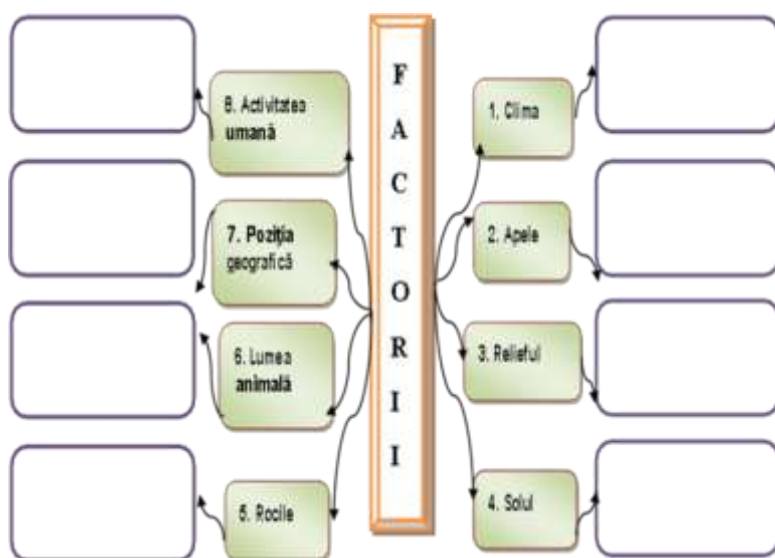 FACTORII
1. Clima
2. Apele
3. Relieful
4. Solul
5. Rocile
6. Lumea
animală
7. Poziția
geografică
8. Activitatea
umană